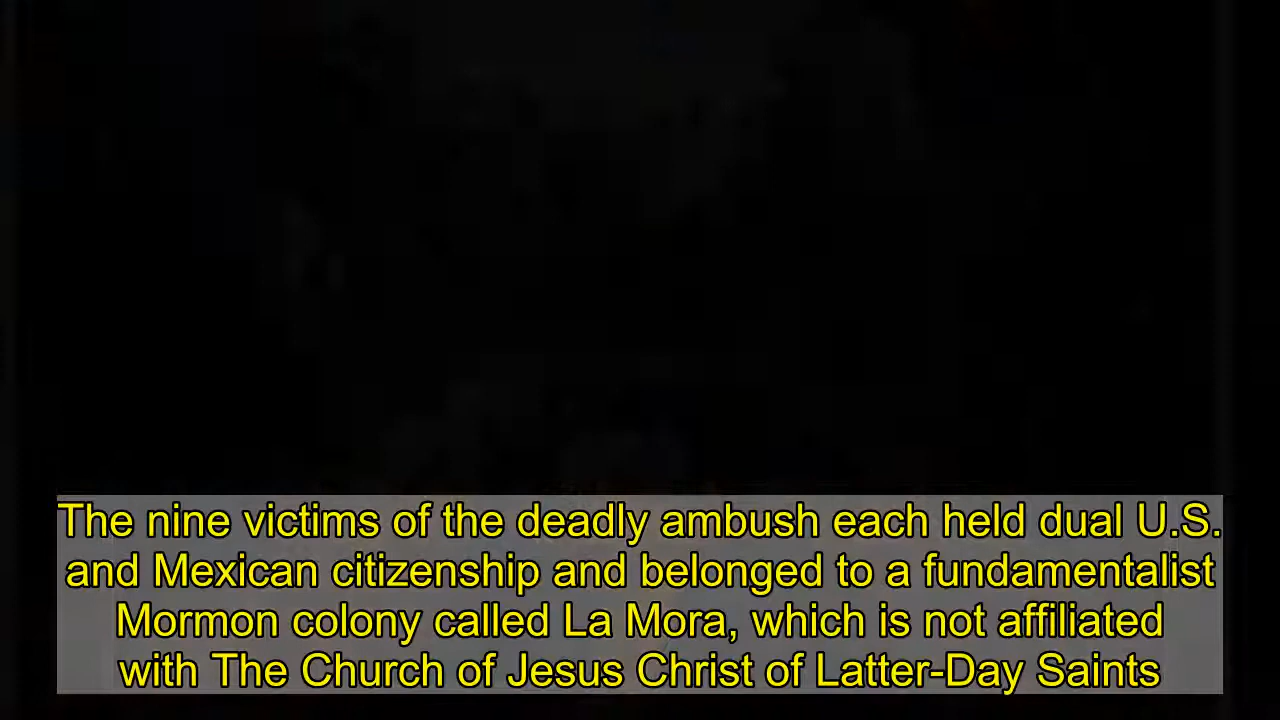 The nine victims of the deadly ambush each held dual U.S.
and Mexican citizenship and belonged to a fundamentalist
Mormon colony called La Mora, which is not affiliated
with The Church of Jesus Christ of Latter-Day Saints